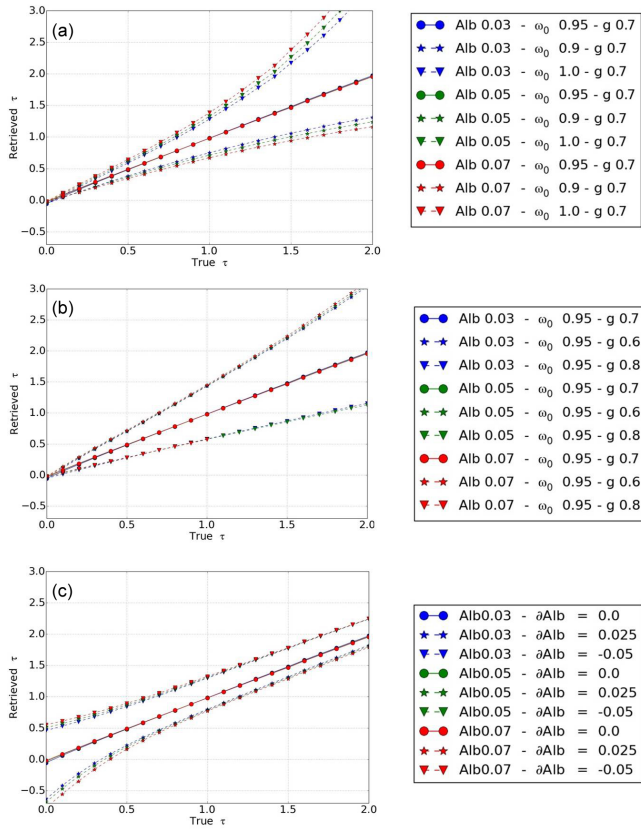 (a)
3.0
2.5
2.0
1.5
1.0
0.5
0.0
−0.5
Retrieved τ
0.0 0.5 1.0 1.5 2.0
True τ
Alb 0.03 - ω₀ 0.95 - g 0.7
Alb 0.03 - ω₀ 0.9 - g 0.7
Alb 0.03 - ω₀ 1.0 - g 0.7
Alb 0.05 - ω₀ 0.95 - g 0.7
Alb 0.05 - ω₀ 0.9 - g 0.7
Alb 0.05 - ω₀ 1.0 - g 0.7
Alb 0.07 - ω₀ 0.95 - g 0.7
Alb 0.07 - ω₀ 0.9 - g 0.7
Alb 0.07 - ω₀ 1.0 - g 0.7
(b)
3.0
2.5
2.0
1.5
1.0
0.5
0.0
−0.5
Retrieved τ
0.0 0.5 1.0 1.5 2.0
True τ
Alb 0.03 - ω₀ 0.95 - g 0.7
Alb 0.03 - ω₀ 0.95 - g 0.6
Alb 0.03 - ω₀ 0.95 - g 0.8
Alb 0.05 - ω₀ 0.95 - g 0.7
Alb 0.05 - ω₀ 0.95 - g 0.6
Alb 0.05 - ω₀ 0.95 - g 0.8
Alb 0.07 - ω₀ 0.95 - g 0.7
Alb 0.07 - ω₀ 0.95 - g 0.6
Alb 0.07 - ω₀ 0.95 - g 0.8
(c)
3.0
2.5
2.0
1.5
1.0
0.5
0.0
−0.5
Retrieved τ
0.0 0.5 1.0 1.5 2.0
True τ
Alb0.03 - ∂Alb = 0.0
Alb0.03 - ∂Alb = 0.025
Alb0.03 - ∂Alb = -0.05
Alb0.05 - ∂Alb = 0.0
Alb0.05 - ∂Alb = 0.025
Alb0.05 - ∂Alb = -0.05
Alb0.07 - ∂Alb = 0.0
Alb0.07 - ∂Alb = 0.025
Alb0.07 - ∂Alb = -0.05